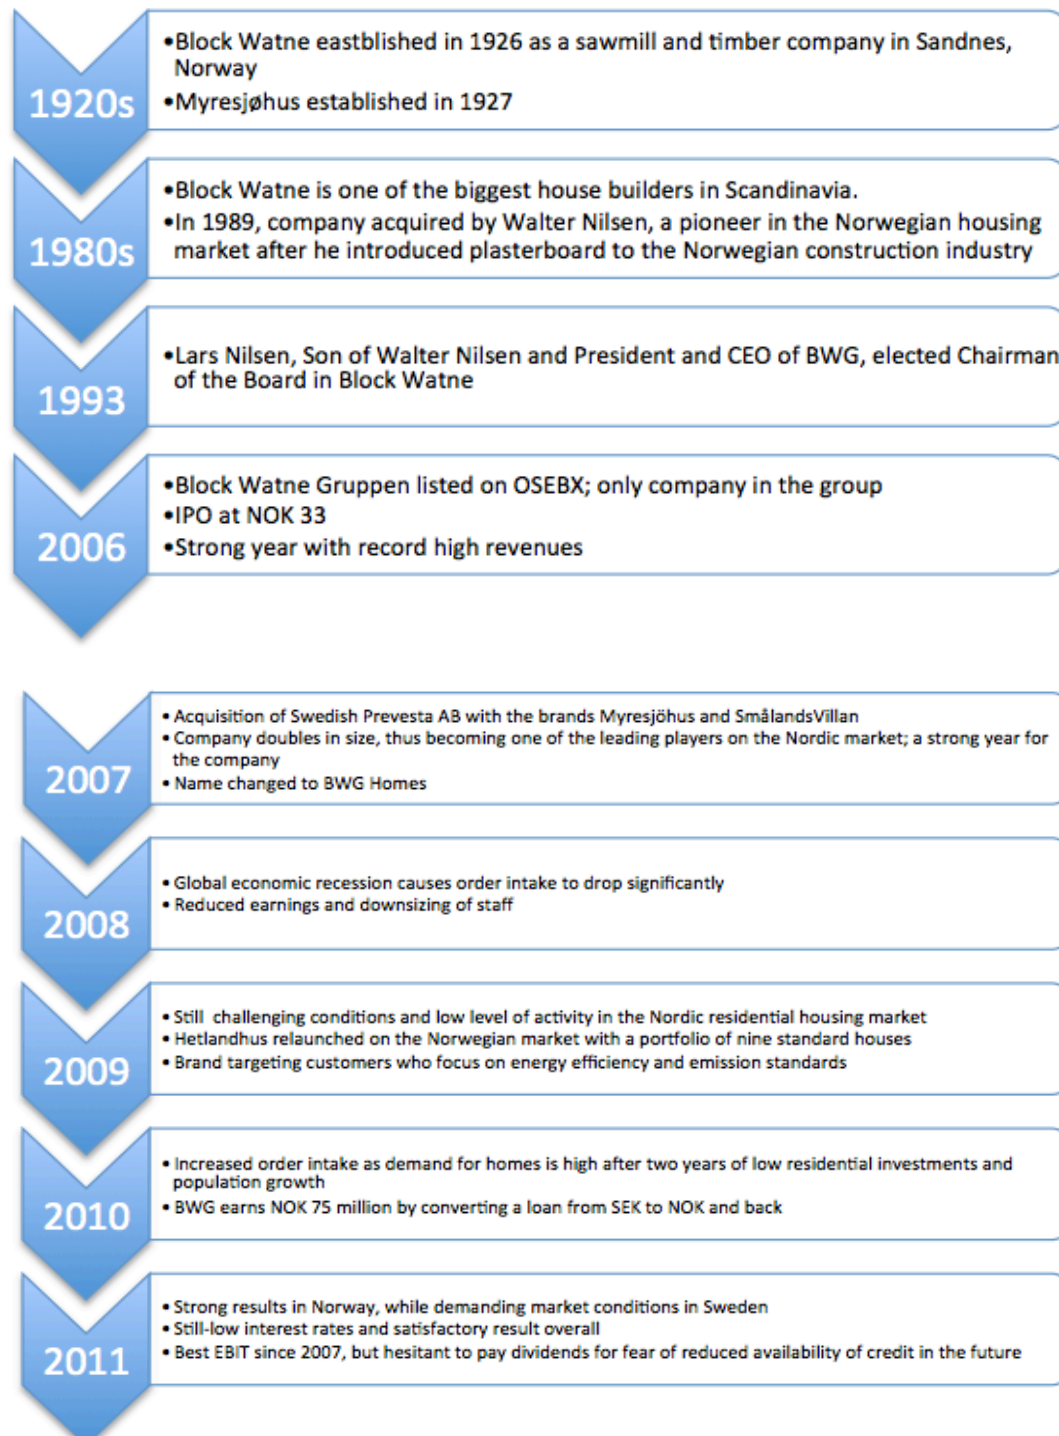 1920s
•Block Watne eastblished in 1926 as a sawmill and timber company in Sandnes,
Norway
•Myresjøhus established in 1927
1980s
•Block Watne is one of the biggest house builders in Scandinavia.
•In 1989, company acquired by Walter Nilsen, a pioneer in the Norwegian housing
market after he introduced plasterboard to the Norwegian construction industry
1993
•Lars Nilsen, Son of Walter Nilsen and President and CEO of BWG, elected Chairman
of the Board in Block Watne
2006
•Block Watne Gruppen listed on OSEBX; only company in the group
•IPO at NOK 33
•Strong year with record high revenues
2007
• Acquisition of Swedish Prevesta AB with the brands Myresjöhus and SmålandsVillan
• Company doubles in size, thus becoming one of the leading players on the Nordic market; a strong year for
the company
• Name changed to BWG Homes
2008
• Global economic recession causes order intake to drop significantly
• Reduced earnings and downsizing of staff
2009
• Still challenging conditions and low level of activity in the Nordic residential housing market
• Hetlandhus relaunched on the Norwegian market with a portfolio of nine standard houses
• Brand targeting customers who focus on energy efficiency and emission standards
2010
• Increased order intake as demand for homes is high after two years of low residential investments and
population growth
• BWG earns NOK 75 million by converting a loan from SEK to NOK and back
2011
• Strong results in Norway, while demanding market conditions in Sweden
• Still-low interest rates and satisfactory result overall
• Best EBIT since 2007, but hesitant to pay dividends for fear of reduced availability of credit in the future